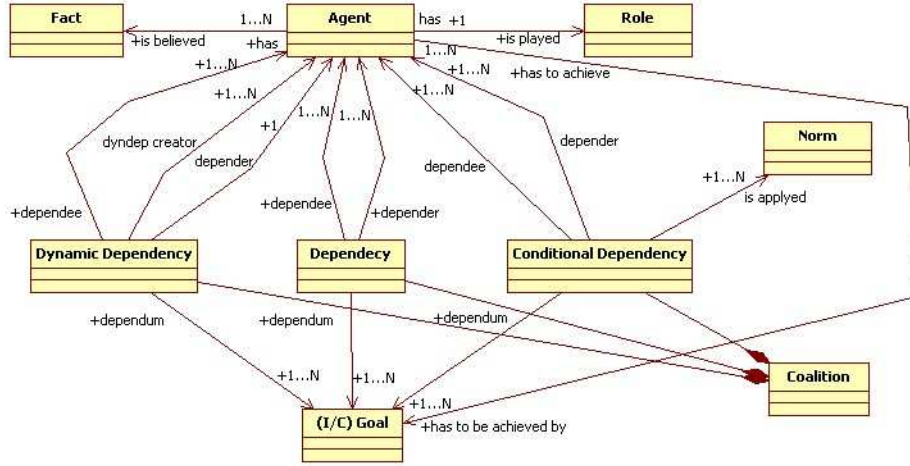 Fact
Agent
Role
1...N
has +1
+is believed
+has
+is played
1...N
+1...N
+1...N
+has to achieve
+1...N
+1...N
1...N
1...N
+1
dyndep creator
depender
dependee
depender
Norm
+1...N
is applyed
+dependee
+dependee
+depender
Dynamic Dependency
Dependecy
Conditional Dependency
+dependum
+dependum
+dependum
+1...N
+1...N
Coalition
+1...N
(I/C) Goal
+has to be achieved by